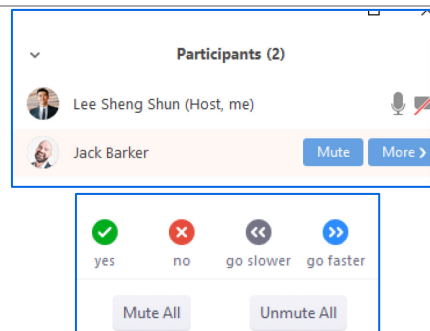 Participants (2)
Lee Sheng Shun (Host, me)
Jack Barker Mute More
yes no go slower go faster
Mute All Unmute All